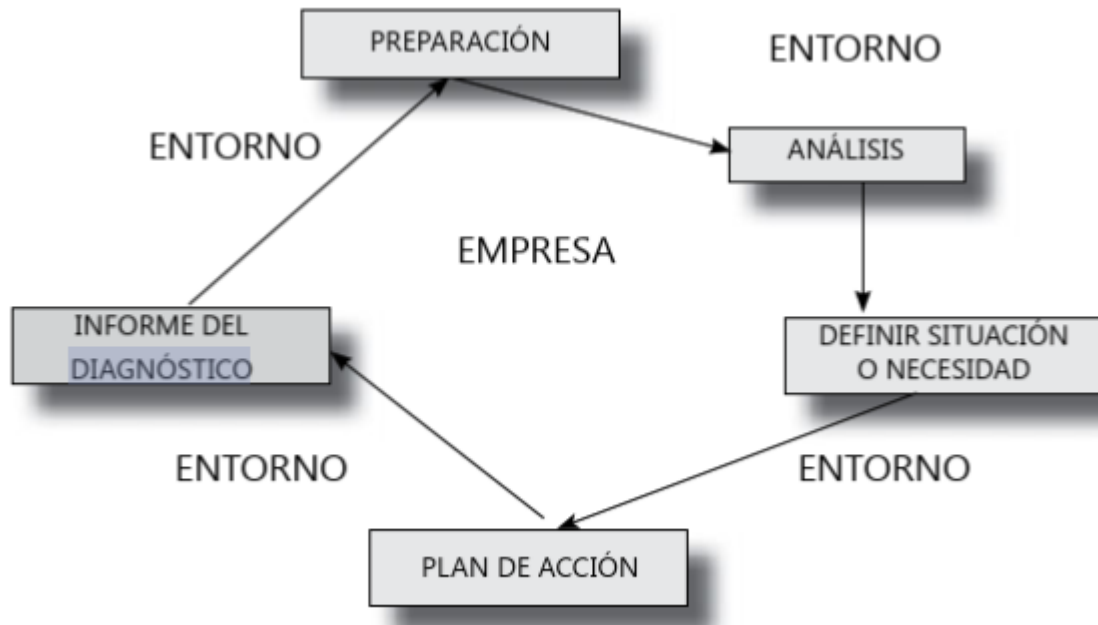 PREPARACIÓN
ENTORNO
ENTORNO
ANÁLISIS
EMPRESA
INFORME DEL
DIAGNÓSTICO
DEFINIR SITUACIÓN
O NECESIDAD
ENTORNO
ENTORNO
PLAN DE ACCIÓN